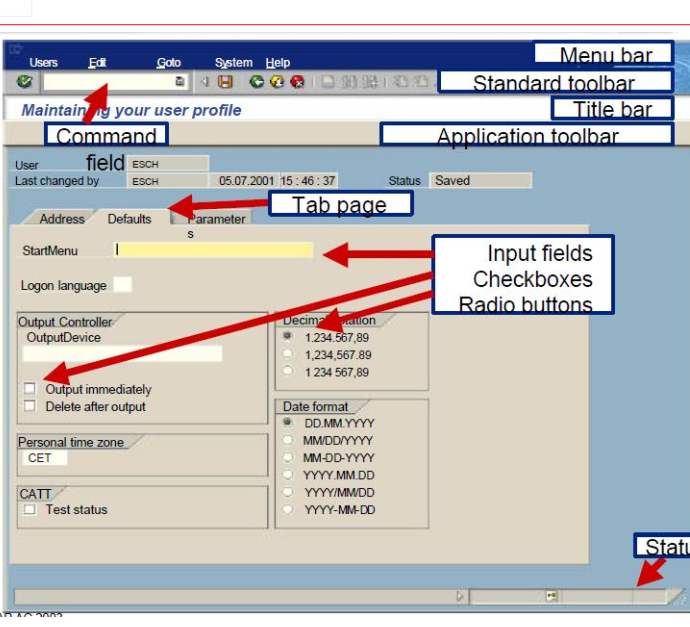 Users Edit Goto System Help Menu bar
Standard toolbar
Maintaining your user profile Title bar
Command Application toolbar
User field ESCH
Last changed by ESCH 05.07.2001 15:46:37 Status Saved
Tab page
Address Defaults Parameter
s
StartMenu Input fields
Checkboxes
Logon language Radio buttons
Output Controller
OutputDevice
Output immediately
Delete after output
Personal time zone
CET
CATT
Test status
1.234.567,89
1,234,567.89
1 234 567,89
Date format
DD.MM.YYYY
MM/DD/YYYY
MM-DD-YYYY
YYYY.MM.DD
YYYY/MM/DD
YYYY-MM-DD
Statu